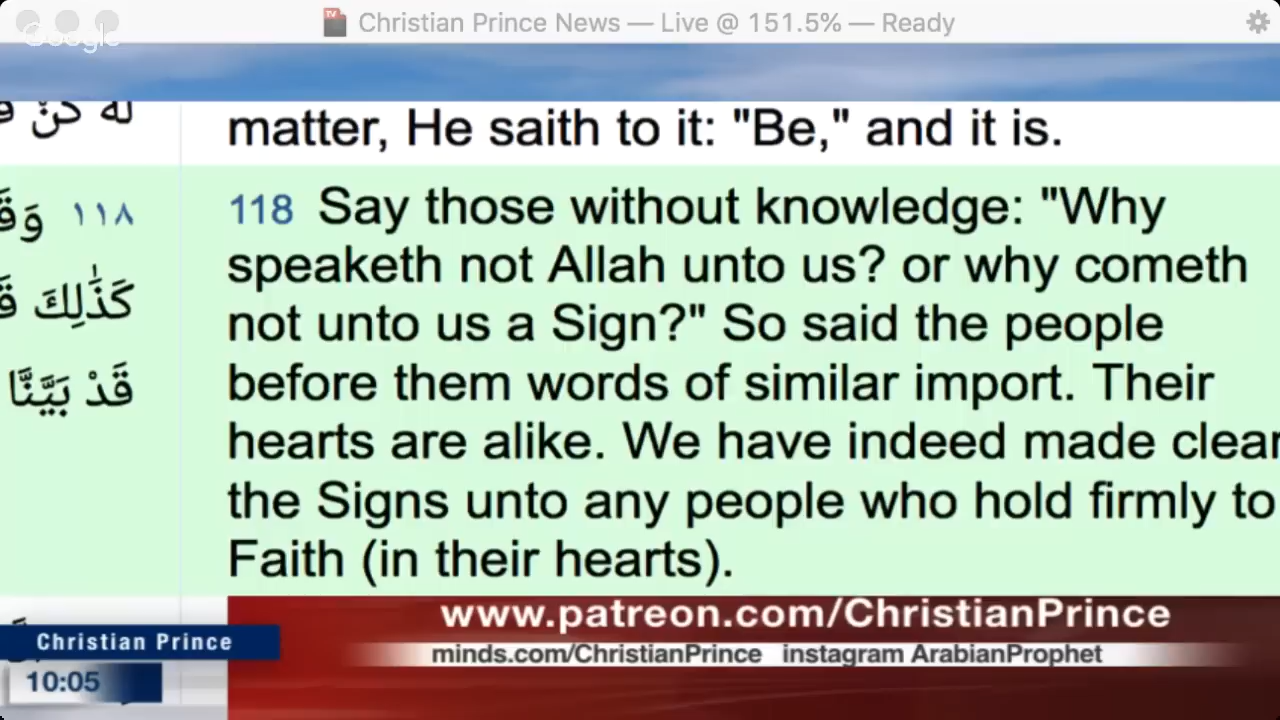 Christian Prince News — Live @ 151.5% — Ready
Google
matter, He saith to it: "Be," and it is.
له كن
118 Say those without knowledge: "Why
speaketh not Allah unto us? or why cometh
not unto us a Sign?" So said the people
before them words of similar import. Their
hearts are alike. We have indeed made clear
the Signs unto any people who hold firmly to
Faith (in their hearts).
١١٨
كَذَٰلِكَ
قَدْ بَيَّنَّا
www.patreon.com/ChristianPrince
minds.com/ChristianPrince instagram ArabianProphet
Christian Prince
10:05